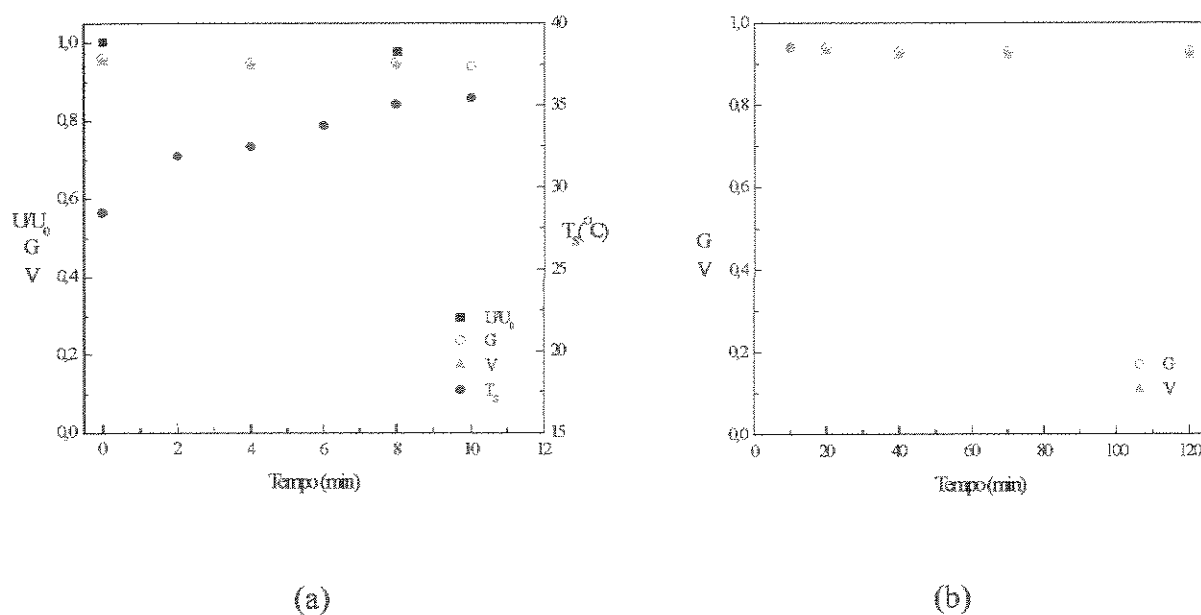 1,0
0,8
0,6
0,4
0,2
0,0
U/U0
G
V
40
35
30
25
20
15
Ts(°C)
U/U0
G
V
Ts
0 2 4 6 8 10 12
Tempo (min)
(a)
1,0
0,8
0,6
0,4
0,2
0,0
G
V
G
V
0 20 40 60 80 100 120
Tempo (min)
(b)